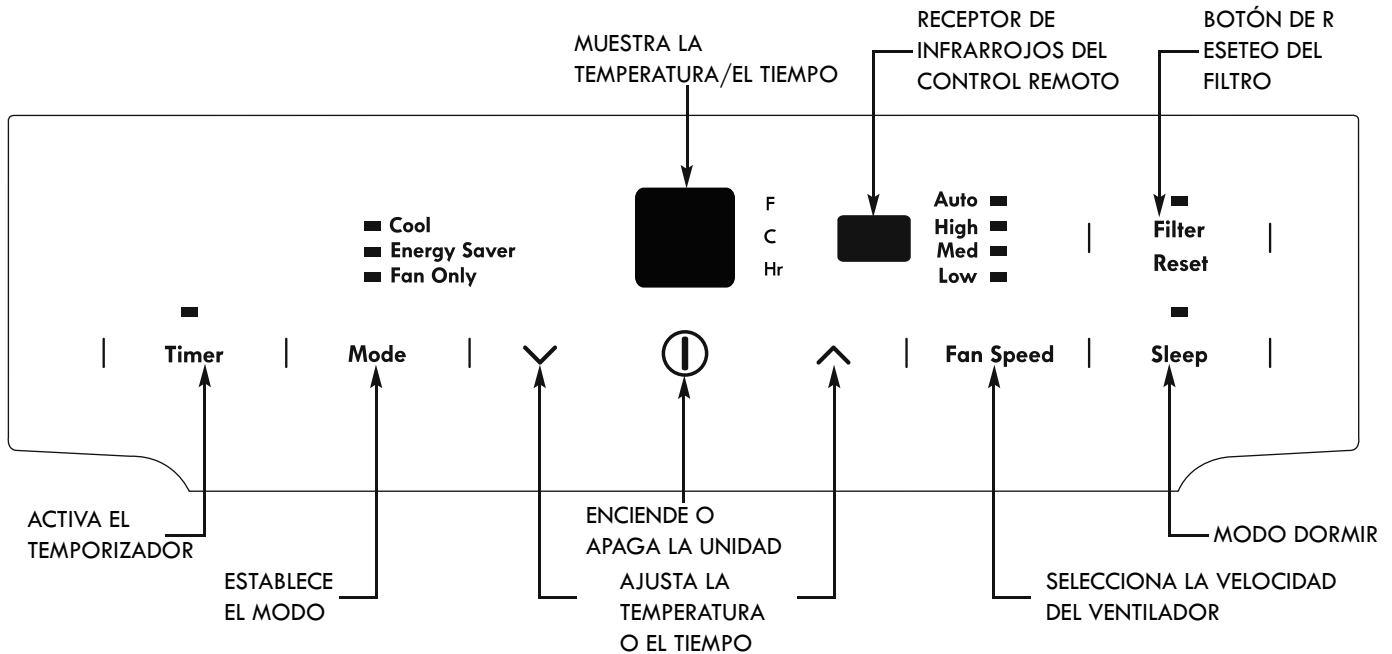 MUESTRA LA
TEMPERATURA/EL TIEMPO
RECEPTOR DE
INFRARROJOS DEL
CONTROL REMOTO
BOTÓN DE R
ESETEO DEL
FILTRO
Cool
Energy Saver
Fan Only
F
C
Hr
Auto
High
Med
Low
Filter
Reset
Timer
Mode
Fan Speed
Sleep
ACTIVA EL
TEMPORIZADOR
ESTABLECE
EL MODO
ENCIENDE O
APAGA LA UNIDAD
AJUSTA LA
TEMPERATURA
O EL TIEMPO
SELECCIONA LA VELOCIDAD
DEL VENTILADOR
MODO DORMIR